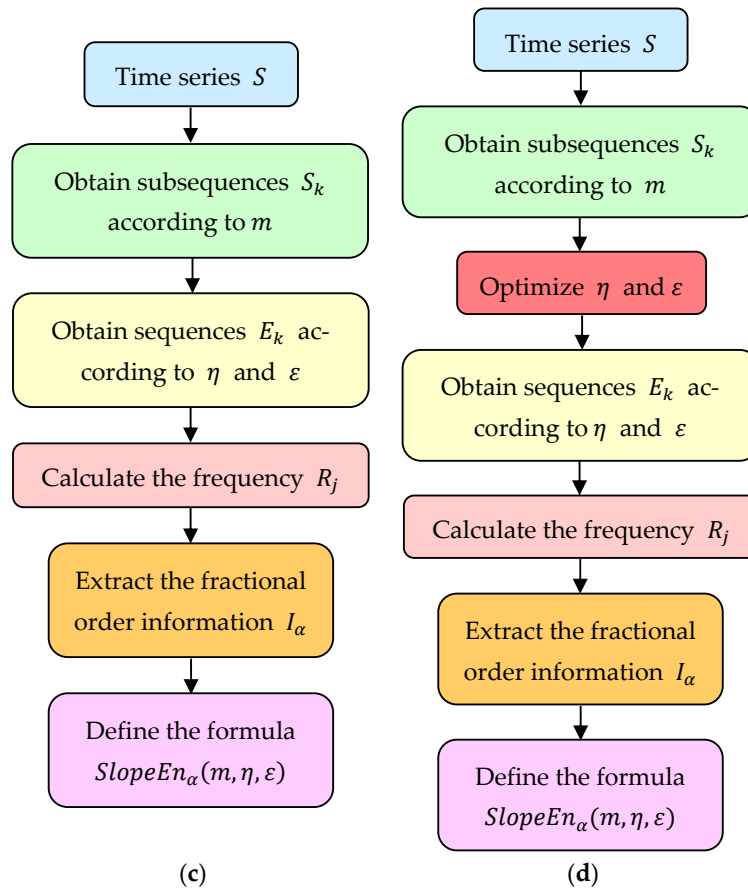 Time series S
Obtain subsequences S_k
according to m
Obtain sequences E_k ac-
cording to η and ε
Calculate the frequency R_j
Extract the fractional
order information I_α
Define the formula
SlopeEn_α(m, η, ε)
(c)
Time series S
Obtain subsequences S_k
according to m
Optimize η and ε
Obtain sequences E_k ac-
cording to η and ε
Calculate the frequency R_j
Extract the fractional
order information I_α
Define the formula
SlopeEn_α(m, η, ε)
(d)